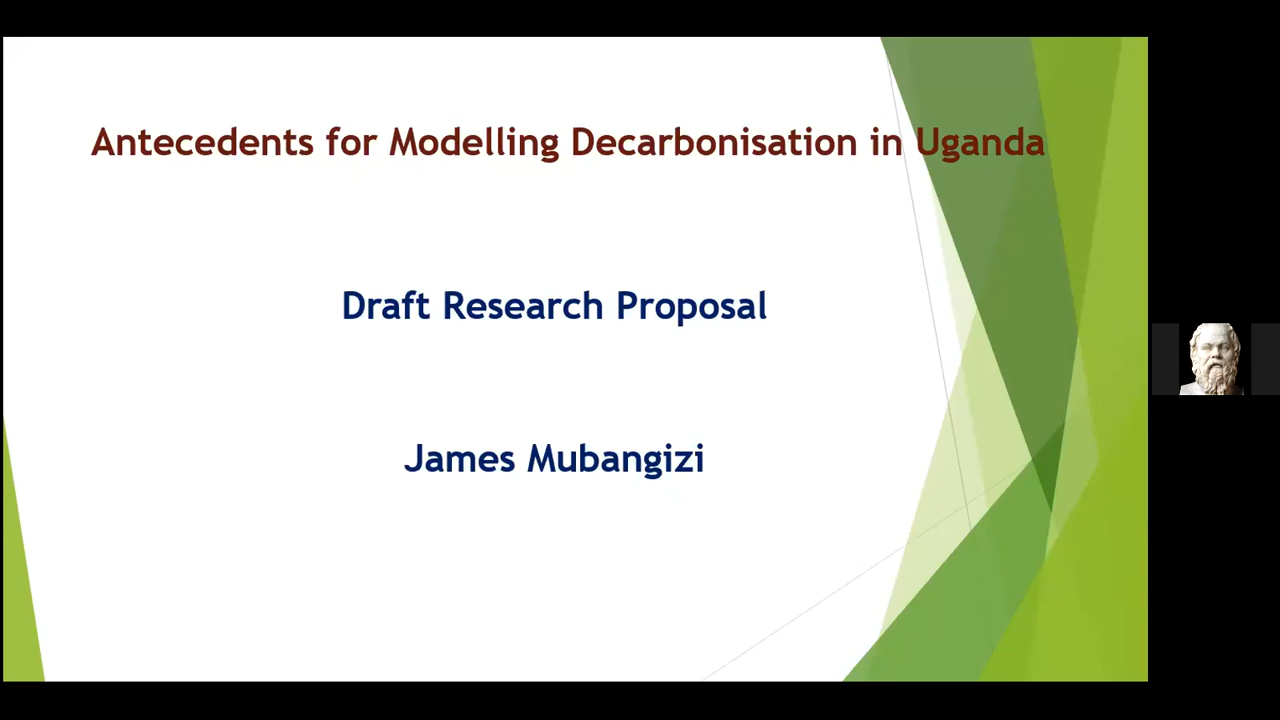 Antecedents for Modelling Decarbonisation in Uganda
Draft Research Proposal
James Mubangizi